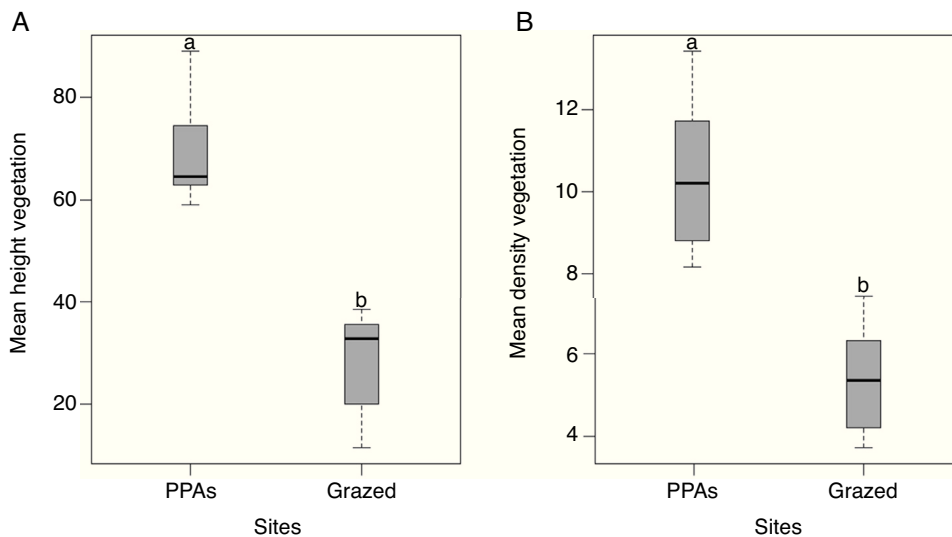 A
Mean height vegetation
80
60
40
20
a
b
PPAs
Grazed
Sites
B
Mean density vegetation
12
10
8
6
4
a
b
PPAs
Grazed
Sites